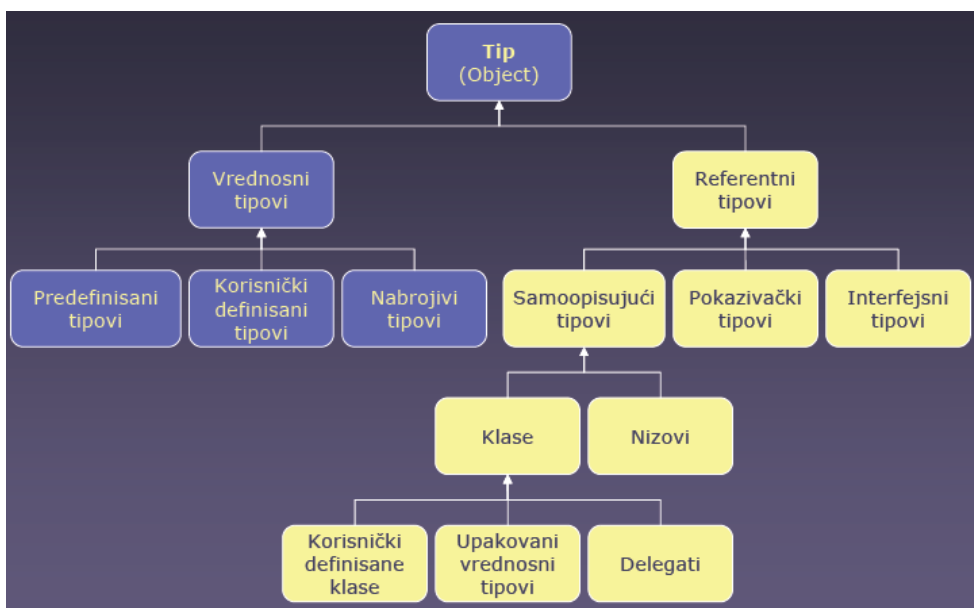 Tip
(Object)
Vrednosni
tipovi
Referentni
tipovi
Predefinisani
tipovi
Korisnički
definisani
tipovi
Nabrojivi
tipovi
Samoopisujući
tipovi
Pokazivački
tipovi
Interfejsni
tipovi
Klase
Nizovi
Korisnički
definisane
klase
Upakovani
vrednosni
tipovi
Delegati